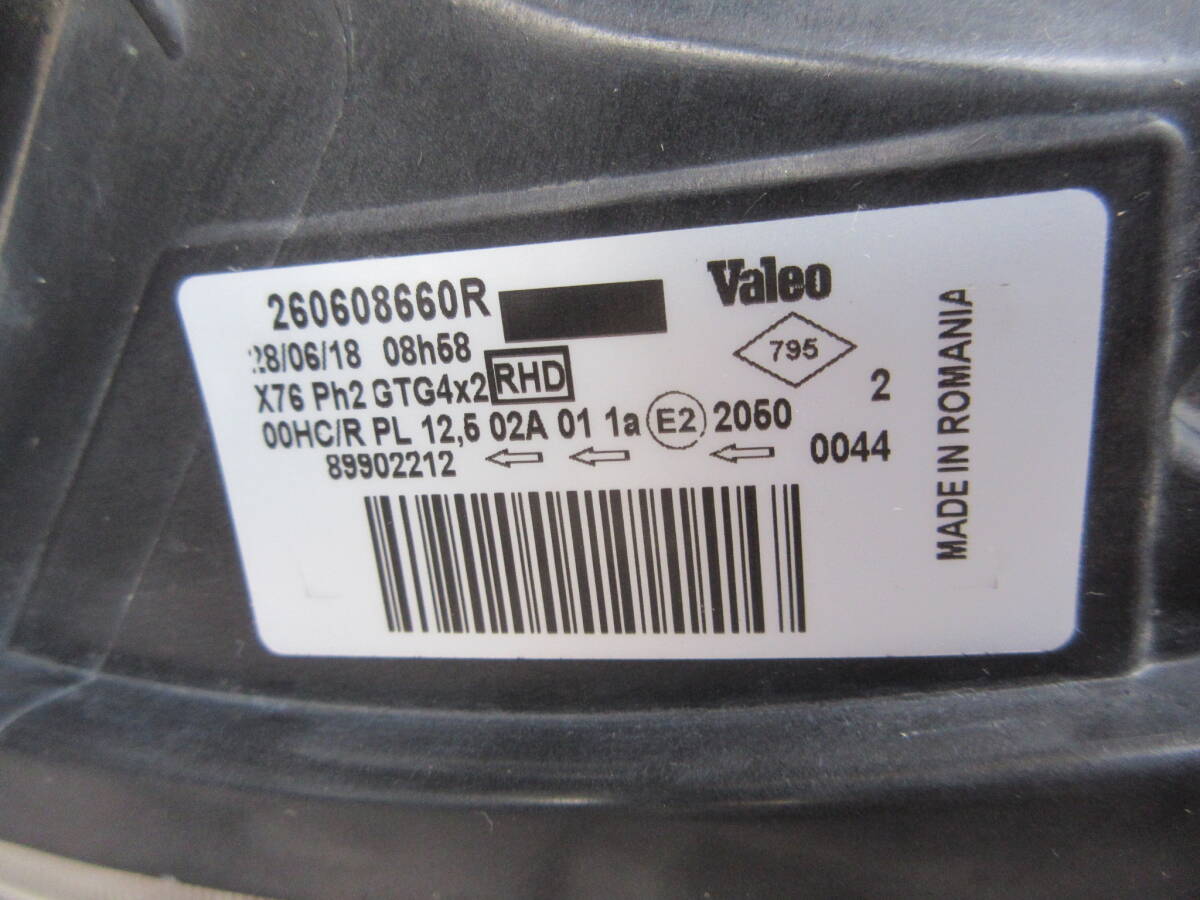 260608660R
Valeo
28/06/18 08h58
795
X76 Ph2 GTG4x2 RHD
2
00HC/R PL 12,5 02A 01 1a E2 2050
89902212
0044
MADE IN ROMANIA